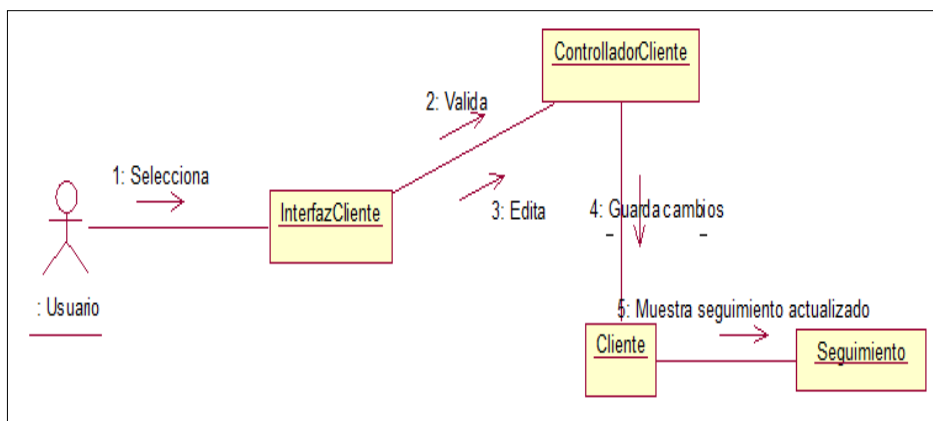 ControlladorCliente
2: Valida
1: Selecciona
InterfazCliente
3: Edita
4: Guarda cambios
: Usuario
5: Muestra seguimiento actualizado
Cliente
Seguimiento